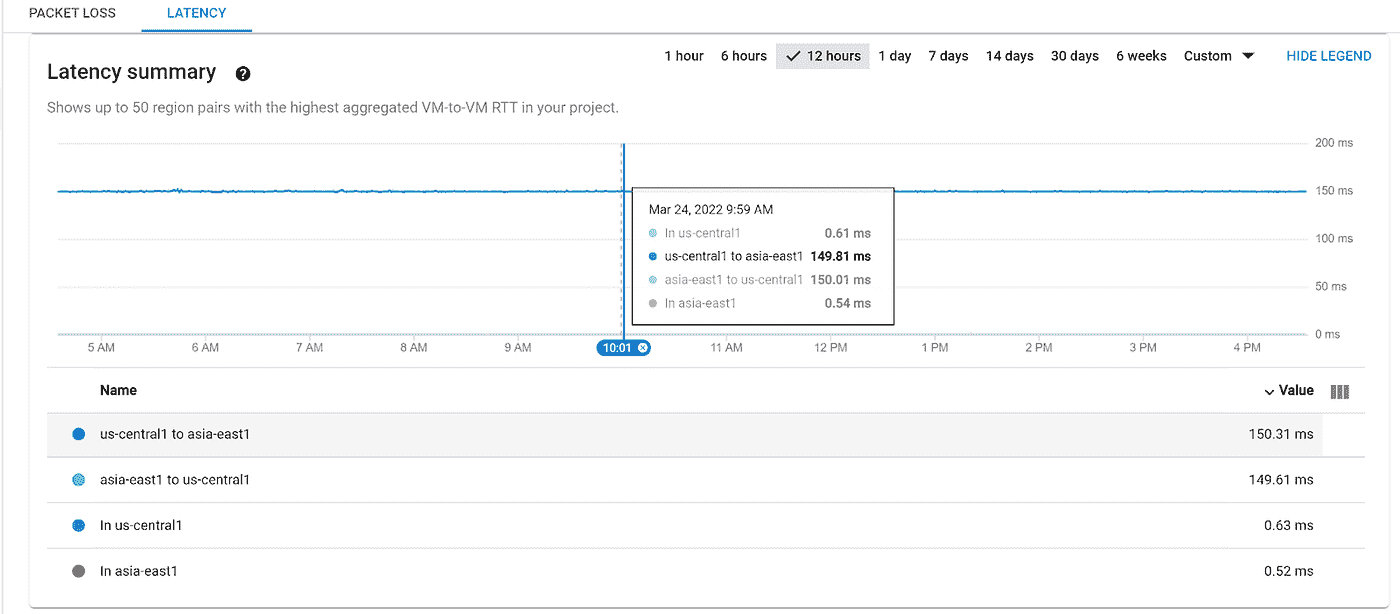 PACKET LOSS LATENCY
1 hour 6 hours 12 hours 1 day 7 days 14 days 30 days 6 weeks Custom HIDE LEGEND
Latency summary ?
Shows up to 50 region pairs with the highest aggregated VM-to-VM RTT in your project.
200 ms
150 ms
100 ms
50 ms
0 ms
Mar 24, 2022 9:59 AM
In us-central1 0.61 ms
us-central1 to asia-east1 149.81 ms
asia-east1 to us-central1 150.01 ms
In asia-east1 0.54 ms
5 AM 6 AM 7 AM 8 AM 9 AM 10:01 11 AM 12 PM 1 PM 2 PM 3 PM 4 PM
Name Value
us-central1 to asia-east1 150.31 ms
asia-east1 to us-central1 149.61 ms
In us-central1 0.63 ms
In asia-east1 0.52 ms